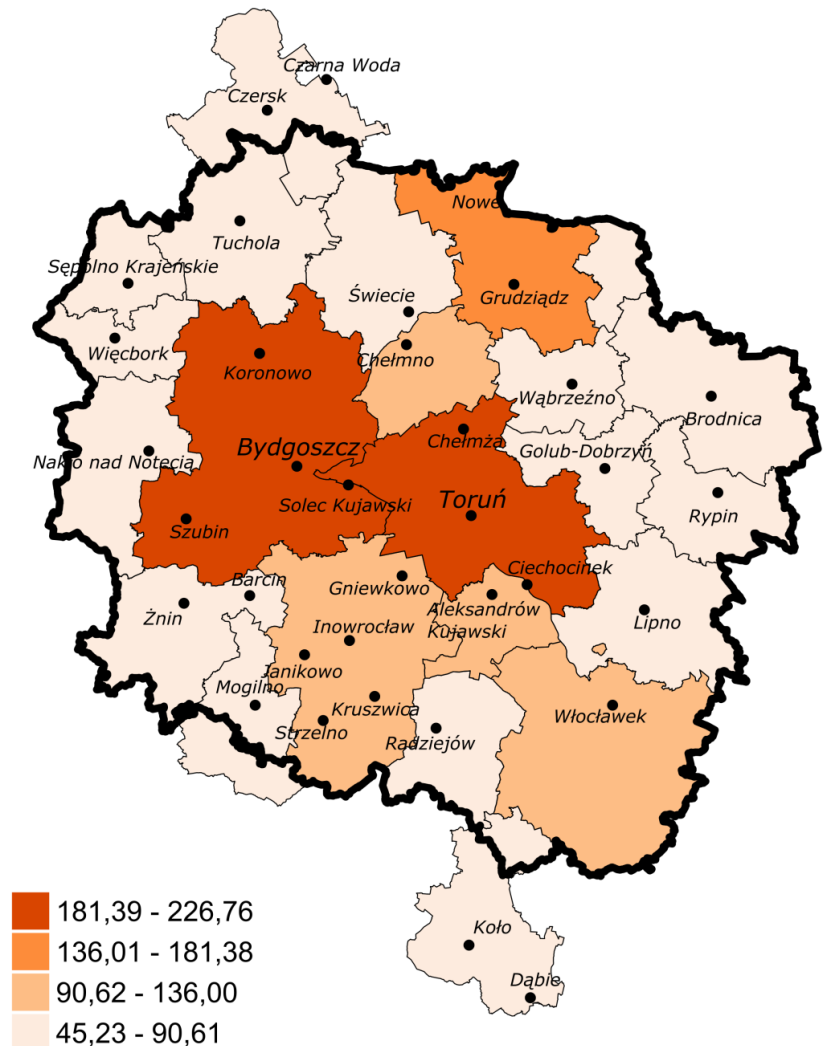 Czarna Woda
Czersk
Nowe
Tuchola
Sępolno Krajeńskie
Świecie
Grudziądz
Więcbork
Chełmno
Koronowo
Wąbrzeźno
Brodnica
Chełmża
Bydgoszcz
Golub-Dobrzyń
Nakło nad Notecią
Solec Kujawski
Toruń
Rypin
Szubin
Ciechocinek
Barcin
Gniewkowo
Żnin
Aleksandrów
Kujawski
Lipno
Inowrocław
Janikowo
Mogilno
Kruszwica
Włocławek
Strzelno
Radziejów
181,39 - 226,76
136,01 - 181,38
Koło
90,62 - 136,00
Dąbie
45,23 - 90,61